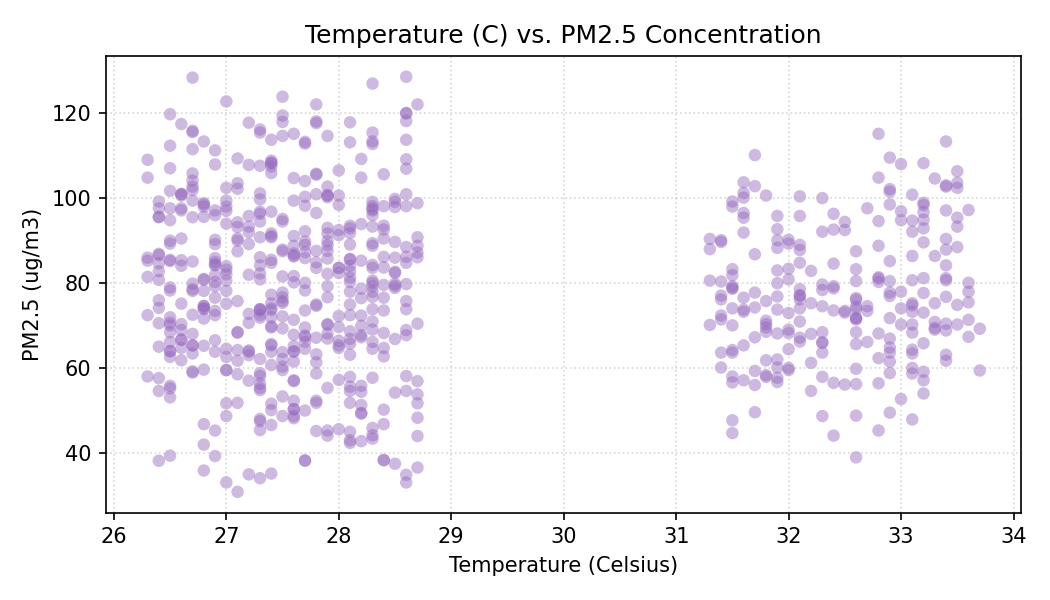 Temperature (C) vs. PM2.5 Concentration
PM2.5 (ug/m3)
120
100
80
60
40
26 27 28 29 30 31 32 33 34
Temperature (Celsius)